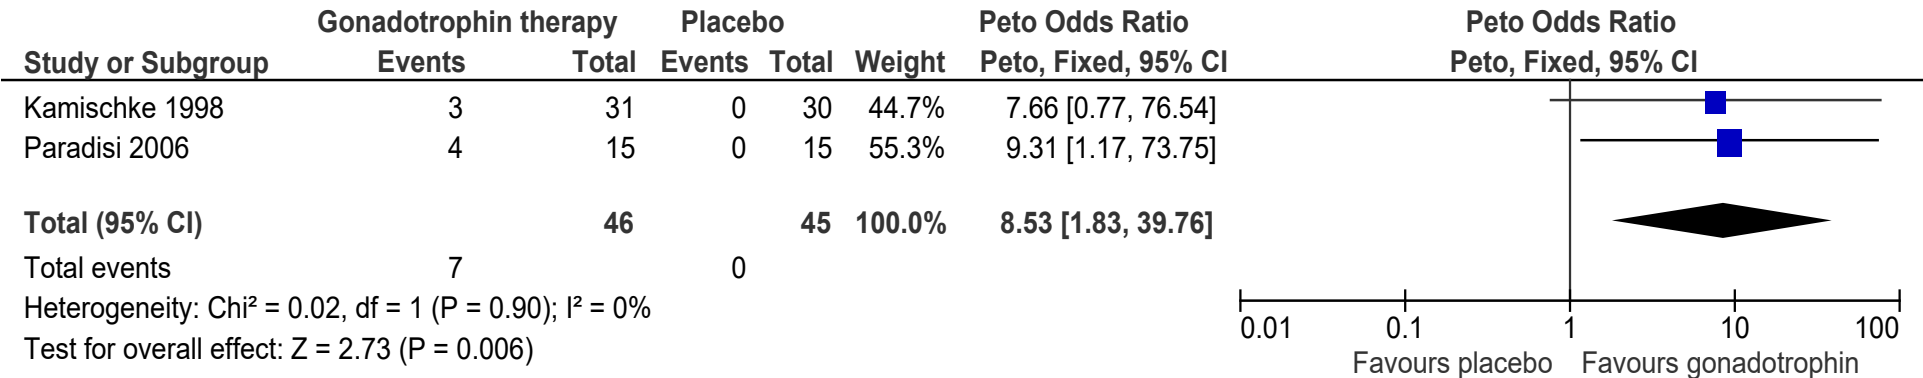 Gonadotrophin therapy Placebo Peto Odds Ratio Peto Odds Ratio
Study or Subgroup Events Total Events Total Weight Peto, Fixed, 95% CI Peto, Fixed, 95% CI
Kamischke 1998 3 31 0 30 44.7% 7.66 [0.77, 76.54]
Paradisi 2006 4 15 0 15 55.3% 9.31 [1.17, 73.75]
Total (95% CI) 46 45 100.0% 8.53 [1.83, 39.76]
Total events 7 0
Heterogeneity: Chi² = 0.02, df = 1 (P = 0.90); I² = 0%
Test for overall effect: Z = 2.73 (P = 0.006)
0.01 0.1 1 10 100
Favours placebo Favours gonadotrophin